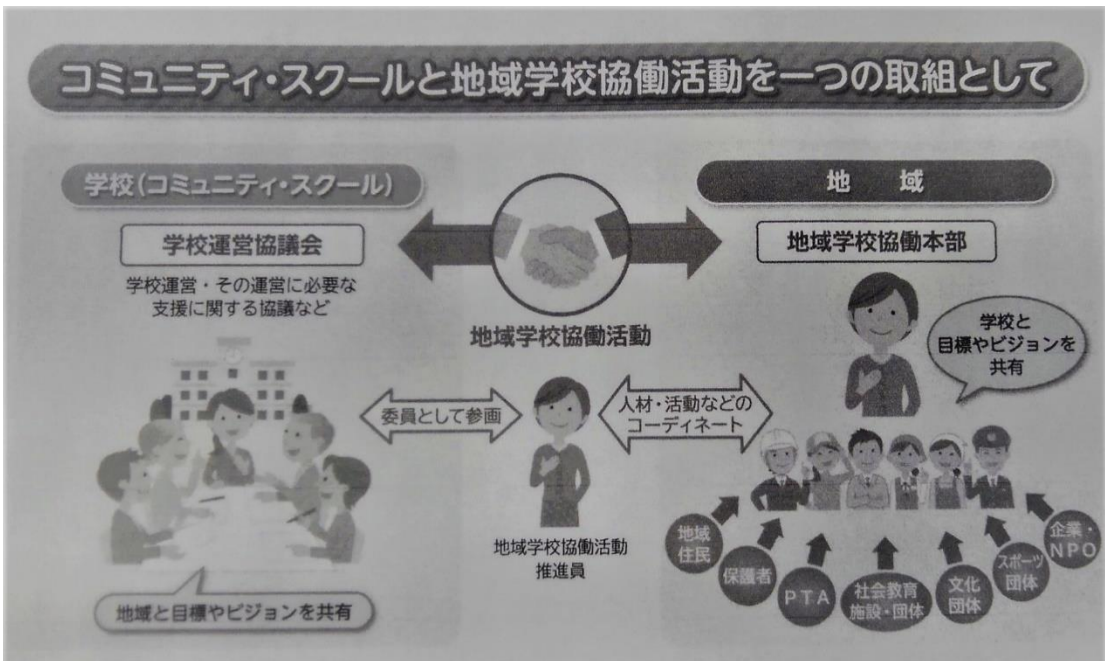 コミュニティ・スクールと地域学校協働活動を一つの取組として
学校(コミュニティ・スクール)
学校運営協議会
学校運営・その運営に必要な
支援に関する協議など
地域と目標やビジョンを共有
地域学校協働活動
委員として参画
地域学校協働活動
推進員
人材・活動などの
コーディネート
地 域
地域学校協働本部
学校と
目標やビジョンを
共有
地域
住民
保護者
PTA
社会教育
施設・団体
文化
団体
スポーツ
団体
企業・
NPO